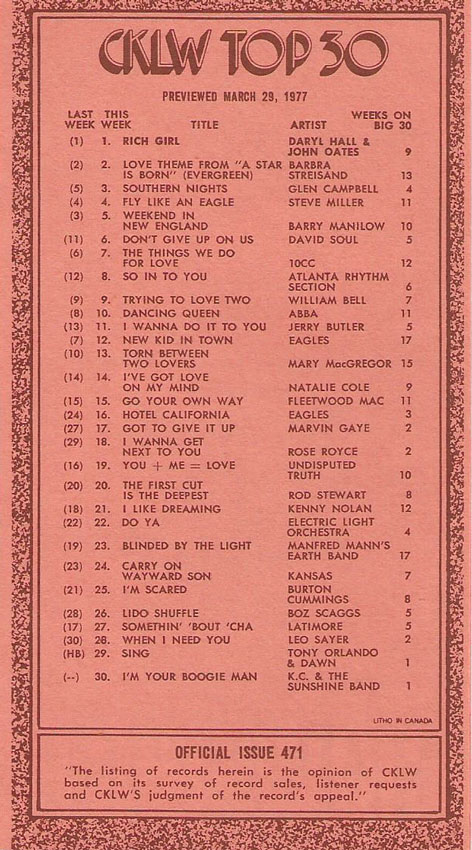 CKLW TOP 30
PREVIEWED MARCH 29, 1977
LAST THIS WEEKS ON
WEEK WEEK TITLE ARTIST BIG 30
(1) 1. RICH GIRL DARYL HALL &
JOHN OATES 9
(2) 2. LOVE THEME FROM "A STAR BARBRA
IS BORN" (EVERGREEN) STREISAND 13
(5) 3. SOUTHERN NIGHTS GLEN CAMPBELL 4
(4) 4. FLY LIKE AN EAGLE STEVE MILLER 11
(3) 5. WEEKEND IN
NEW ENGLAND BARRY MANILOW 10
(11) 6. DON'T GIVE UP ON US DAVID SOUL 5
(6) 7. THE THINGS WE DO
FOR LOVE 10CC 12
(12) 8. SO IN TO YOU ATLANTA RHYTHM
SECTION 6
(9) 9. TRYING TO LOVE TWO WILLIAM BELL 7
(8) 10. DANCING QUEEN ABBA 11
(13) 11. I WANNA DO IT TO YOU JERRY BUTLER 5
(7) 12. NEW KID IN TOWN EAGLES 17
(10) 13. TORN BETWEEN
TWO LOVERS MARY MacGREGOR 15
(14) 14. I'VE GOT LOVE
ON MY MIND NATALIE COLE 9
(15) 15. GO YOUR OWN WAY FLEETWOOD MAC 11
(24) 16. HOTEL CALIFORNIA EAGLES 3
(27) 17. GOT TO GIVE IT UP MARVIN GAYE 2
(29) 18. I WANNA GET
NEXT TO YOU ROSE ROYCE 2
(16) 19. YOU + ME = LOVE UNDISPUTED
TRUTH 10
(20) 20. THE FIRST CUT
IS THE DEEPEST ROD STEWART 8
(18) 21. I LIKE DREAMING KENNY NOLAN 12
(22) 22. DO YA ELECTRIC LIGHT
ORCHESTRA 4
(19) 23. BLINDED BY THE LIGHT MANFRED MANN'S
EARTH BAND 17
(23) 24. CARRY ON
WAYWARD SON KANSAS 7
(21) 25. I'M SCARED BURTON
CUMMINGS 8
(28) 26. LIDO SHUFFLE BOZ SCAGGS 5
(17) 27. SOMETHIN' 'BOUT 'CHA LATIMORE 5
(30) 28. WHEN I NEED YOU LEO SAYER 2
(HB) 29. SING TONY ORLANDO
& DAWN 1
(--) 30. I'M YOUR BOOGIE MAN K.C. & THE
SUNSHINE BAND 1
LITHO IN CANADA
OFFICIAL ISSUE 471
"The listing of records herein is the opinion of CKLW
based on its survey of record sales, listener requests
and CKLW'S judgment of the record's appeal."